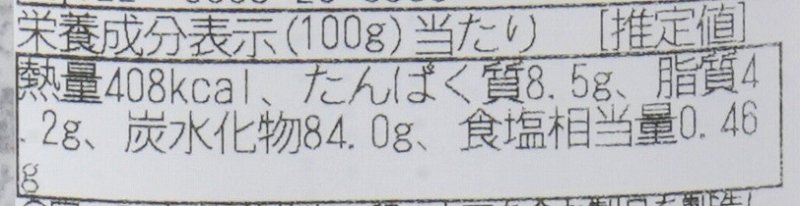 栄養成分表示(100g)当たり [推定値]
熱量408kcal、たんぱく質8.5g、脂質4
.2g、炭水化物84.0g、食塩相当量0.46
g